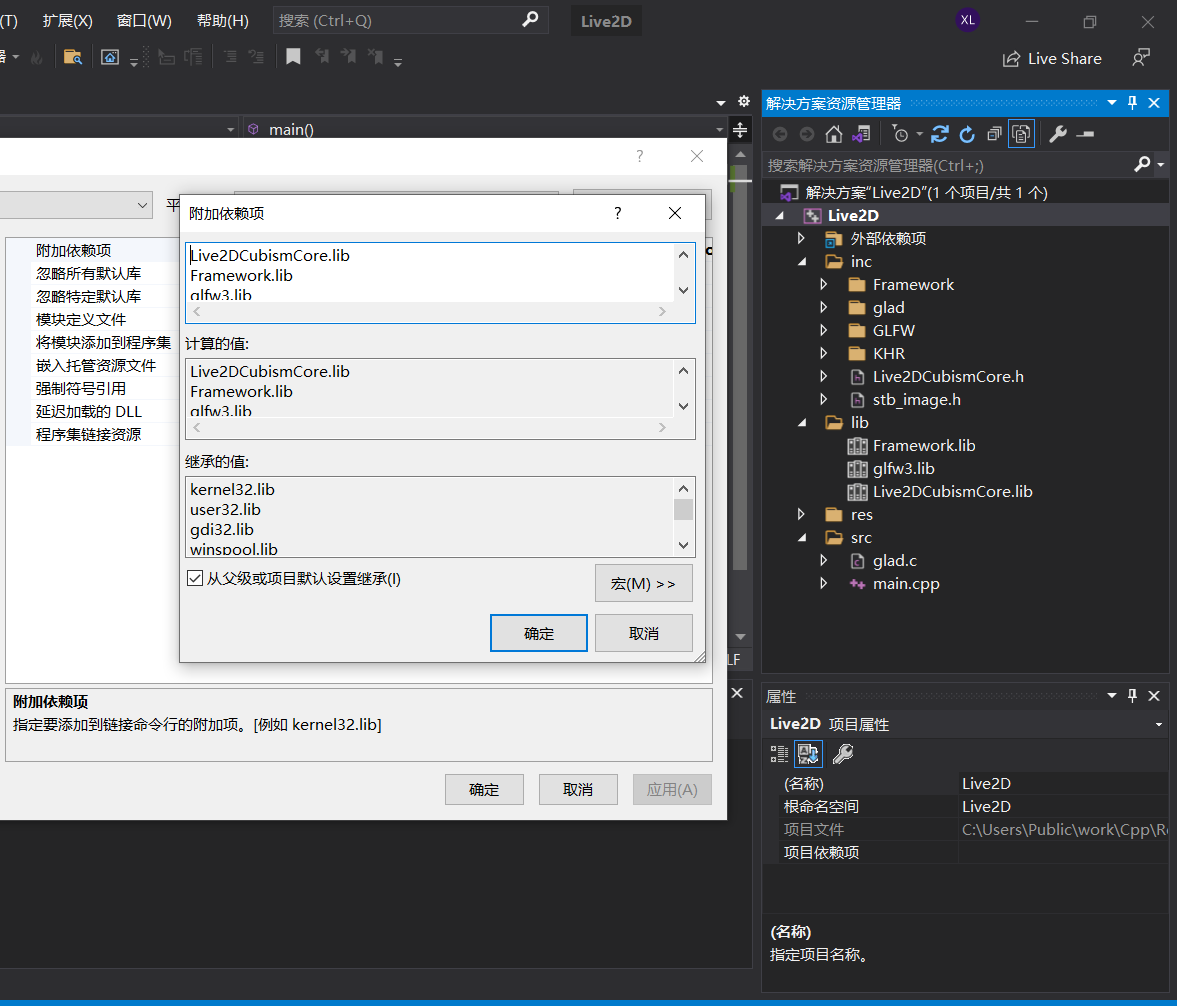 (T) 扩展(X) 窗口(W) 帮助(H) 搜索 (Ctrl+Q) Live2D XL
器 Live Share
main()
解决方案资源管理器
搜索解决方案资源管理器(Ctrl+;)
解决方案“Live2D”(1 个项目/共 1 个)
Live2D
外部依赖项
inc
Framework
glad
GLFW
KHR
Live2DCubismCore.h
stb_image.h
lib
Framework.lib
glfw3.lib
Live2DCubismCore.lib
res
src
glad.c
main.cpp
?
平
附加依赖项
忽略所有默认库
忽略特定默认库
模块定义文件
将模块添加到程序集
嵌入托管资源文件
强制符号引用
延迟加载的 DLL
程序集链接资源
附加依赖项 ?
Live2DCubismCore.lib
Framework.lib
glfw3.lib
计算的值:
Live2DCubismCore.lib
Framework.lib
glfw3.lib
继承的值:
kernel32.lib
user32.lib
gdi32.lib
winspool.lib
从父级或项目默认设置继承(I)
宏(M) >>
确定 取消
LF
附加依赖项
指定要添加到链接命令行的附加项。[例如 kernel32.lib]
确定 取消 应用(A)
属性
Live2D 项目属性
(名称) Live2D
根命名空间 Live2D
项目文件 C:\Users\Public\work\Cpp\Re
项目依赖项
(名称)
指定项目名称。